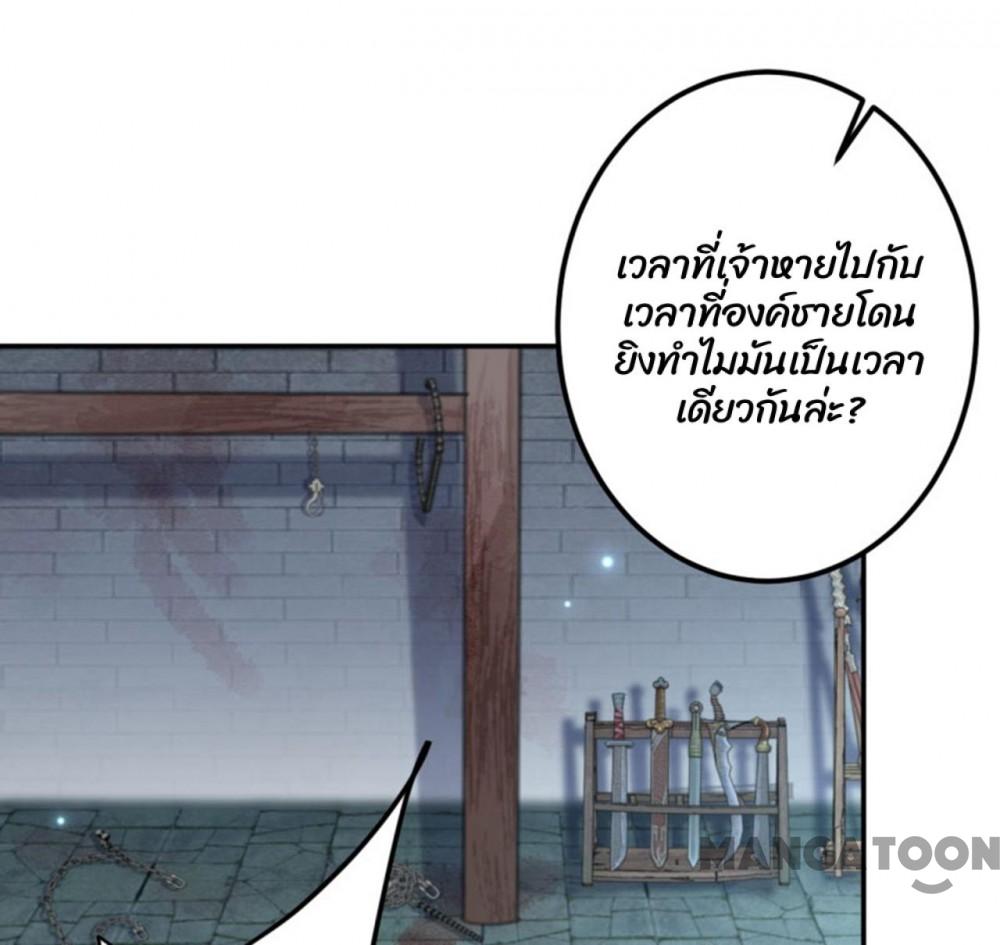 เวลาที่เจ้าหายไปกับ
เวลาที่องค์ชายโดน
ยิงทำไมมันเป็นเวลา
เดียวกันล่ะ?
MANGATOON